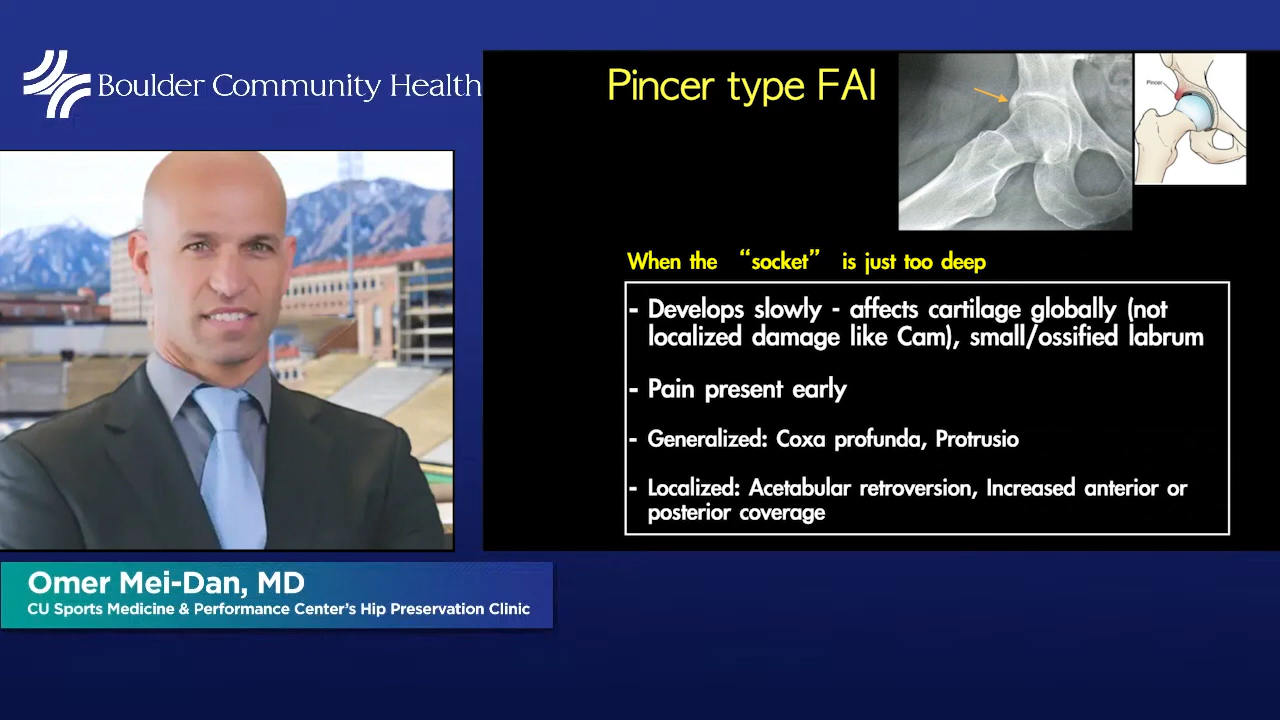 Boulder Community Health
Pincer type FAI
Pincer
When the “socket” is just too deep
- Develops slowly - affects cartilage globally (not
localized damage like Cam), small/ossified labrum
- Pain present early
- Generalized: Coxa profunda, Protrusio
- Localized: Acetabular retroversion, Increased anterior or
posterior coverage
Omer Mei-Dan, MD
CU Sports Medicine & Performance Center’s Hip Preservation Clinic